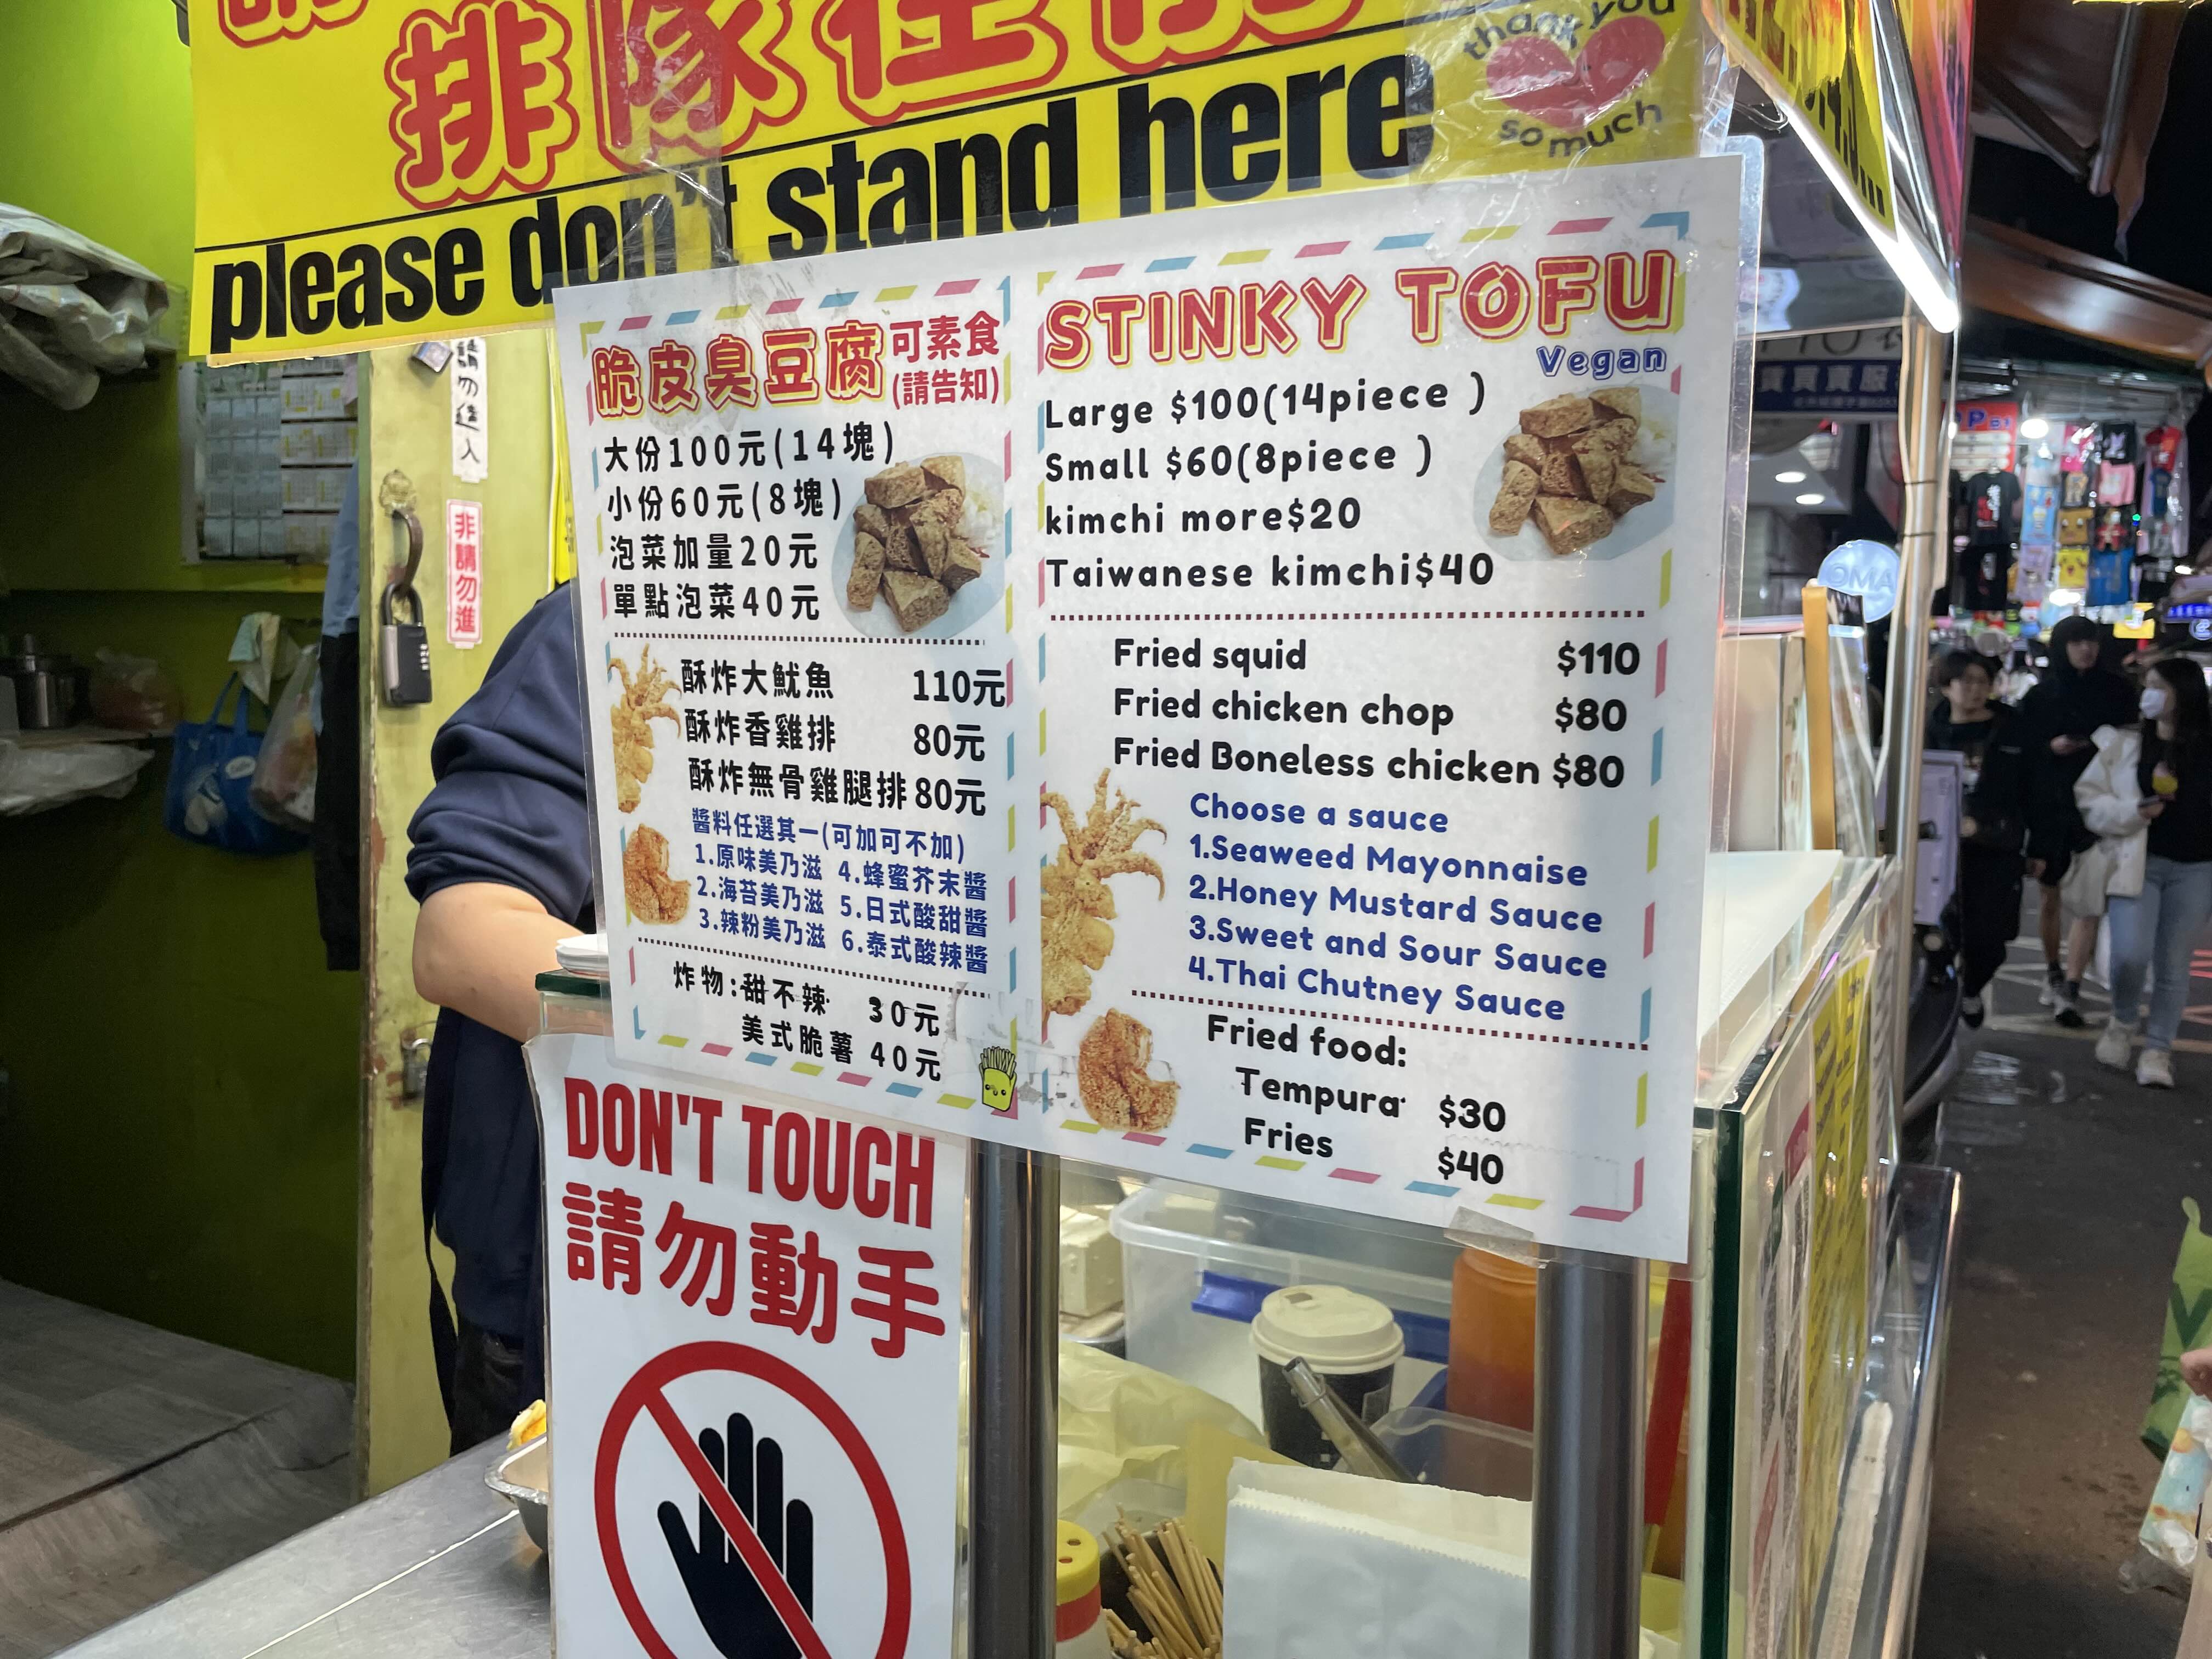 排隊往前
please don't stand here
thank you
so much
請勿進入
非請勿進
脆皮臭豆腐 可素食
(請告知)
大份100元(14塊)
小份60元(8塊)
泡菜加量20元
單點泡菜40元
酥炸大魷魚 110元
酥炸香雞排 80元
酥炸無骨雞腿排 80元
醬料任選其一(可加可不加)
1.原味美乃滋 4.蜂蜜芥末醬
2.海苔美乃滋 5.日式酸甜醬
3.辣粉美乃滋 6.泰式酸辣醬
炸物:甜不辣 30元
美式脆薯 40元
STINKY TOFU
Vegan
Large $100(14piece )
Small $60(8piece )
kimchi more$20
Taiwanese kimchi$40
Fried squid $110
Fried chicken chop $80
Fried Boneless chicken $80
Choose a sauce
1.Seaweed Mayonnaise
2.Honey Mustard Sauce
3.Sweet and Sour Sauce
4.Thai Chutney Sauce
Fried food:
Tempura $30
Fries $40
DON'T TOUCH
請勿動手